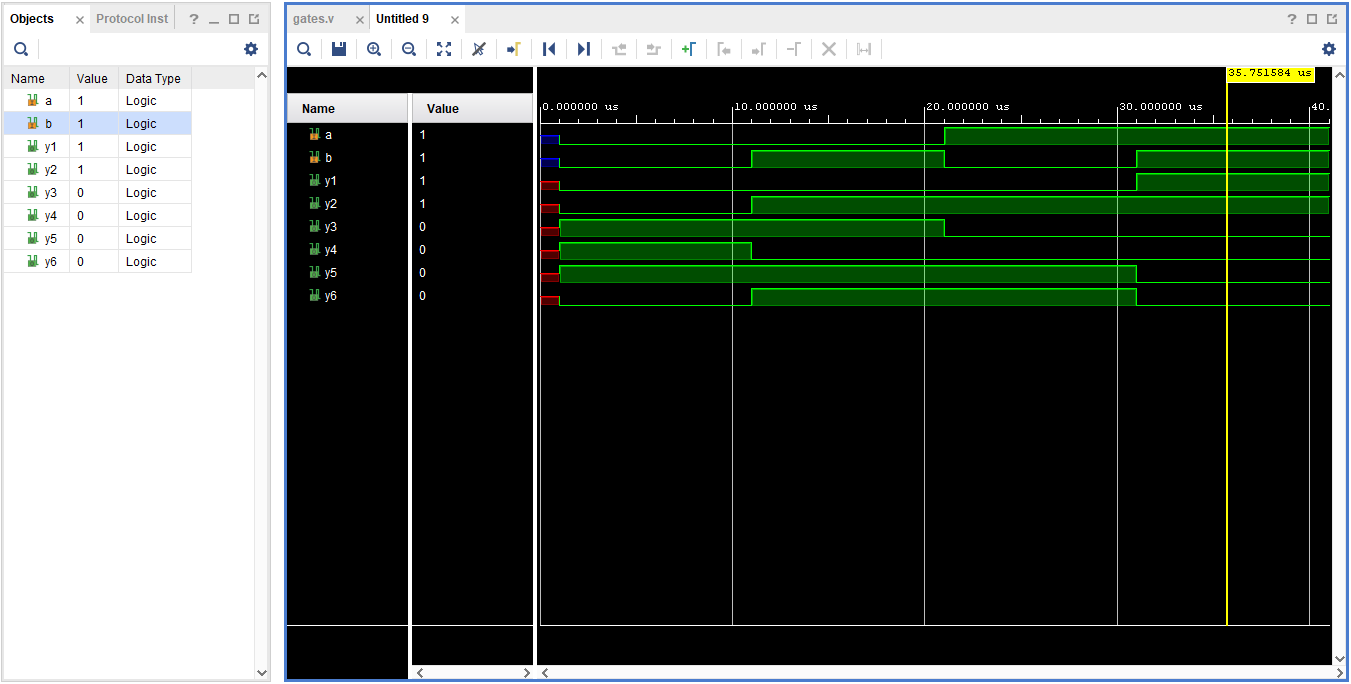 Objects × Protocol Inst ?
Name Value Data Type
a 1 Logic
b 1 Logic
y1 1 Logic
y2 1 Logic
y3 0 Logic
y4 0 Logic
y5 0 Logic
y6 0 Logic
gates.v × Untitled 9 × ?
35.751584 us
Name Value
0.000000 us 10.000000 us 20.000000 us 30.000000 us 40.
a 1
b 1
y1 1
y2 1
y3 0
y4 0
y5 0
y6 0